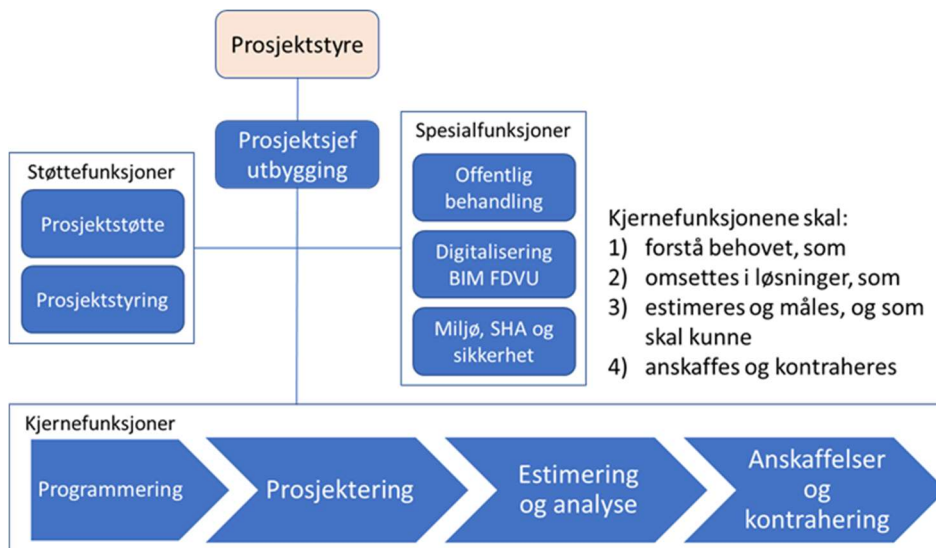 Prosjektstyre
Prosjektsjef
utbygging
Støttefunksjoner
Prosjektstøtte
Prosjektstyring
Spesialfunksjoner
Offentlig
behandling
Digitalisering
BIM FDVU
Miljø, SHA og
sikkerhet
Kjernefunksjonene skal:
1) forstå behovet, som
2) omsettes i løsninger, som
3) estimeres og måles, og som
skal kunne
4) anskaffes og kontraheres
Kjernefunksjoner
Programmering
Prosjektering
Estimering
og analyse
Anskaffelser
og
kontrahering